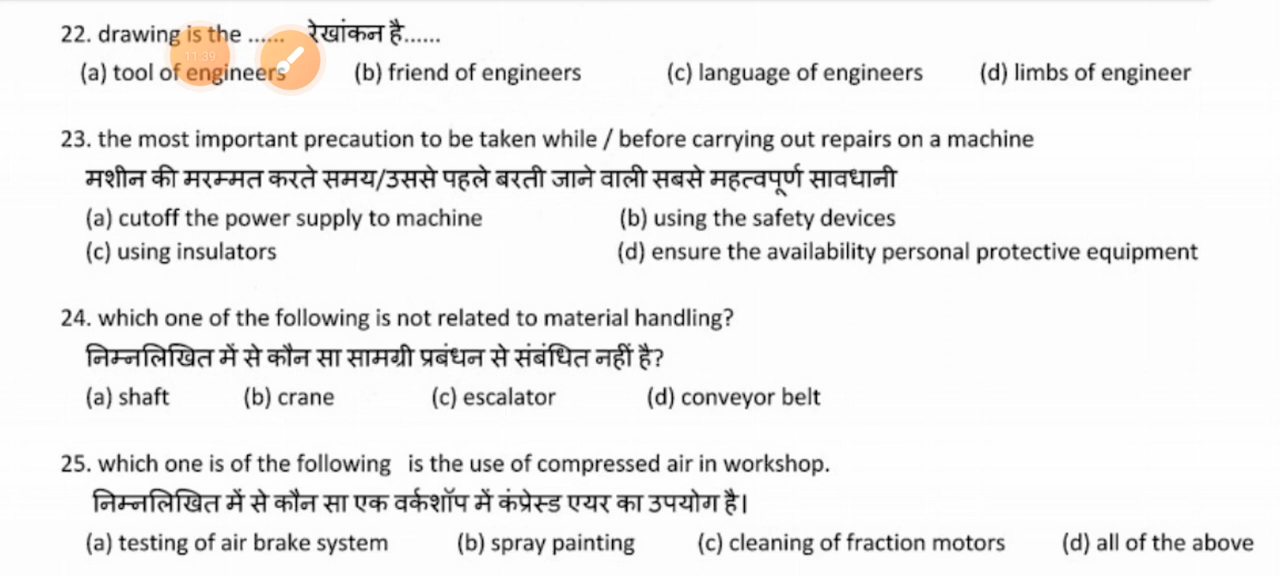 22. drawing is the ...... रेखांकन है......
11:39
(a) tool of engineers (b) friend of engineers (c) language of engineers (d) limbs of engineer
23. the most important precaution to be taken while / before carrying out repairs on a machine
मशीन की मरम्मत करते समय/उससे पहले बरती जाने वाली सबसे महत्वपूर्ण सावधानी
(a) cutoff the power supply to machine (b) using the safety devices
(c) using insulators (d) ensure the availability personal protective equipment
24. which one of the following is not related to material handling?
निम्नलिखित में से कौन सा सामग्री प्रबंधन से संबंधित नहीं है?
(a) shaft (b) crane (c) escalator (d) conveyor belt
25. which one is of the following is the use of compressed air in workshop.
निम्नलिखित में से कौन सा एक वर्कशॉप में कंप्रेस्ड एयर का उपयोग है।
(a) testing of air brake system (b) spray painting (c) cleaning of fraction motors (d) all of the above